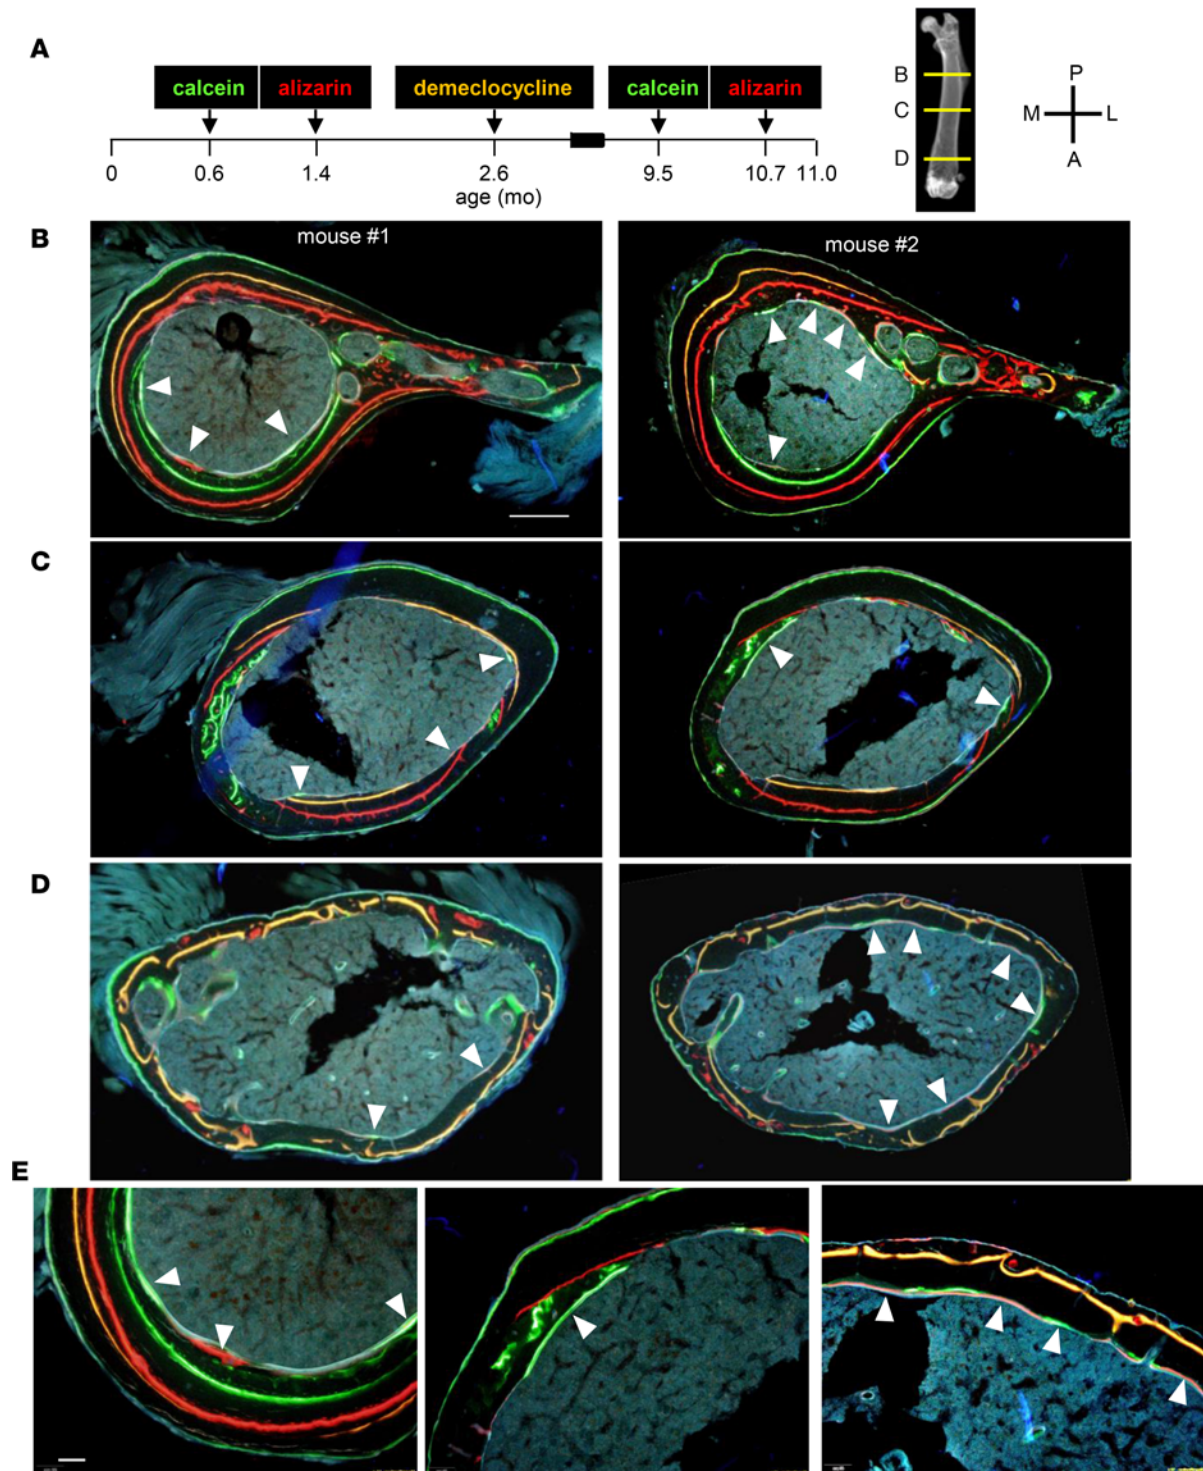 A
calcein alizarin demeclocycline calcein alizarin
0 0.6 1.4 2.6 9.5 10.7 11.0
age (mo)
B
C
D
P
M L
A
B
mouse #1
mouse #2
C
D
E